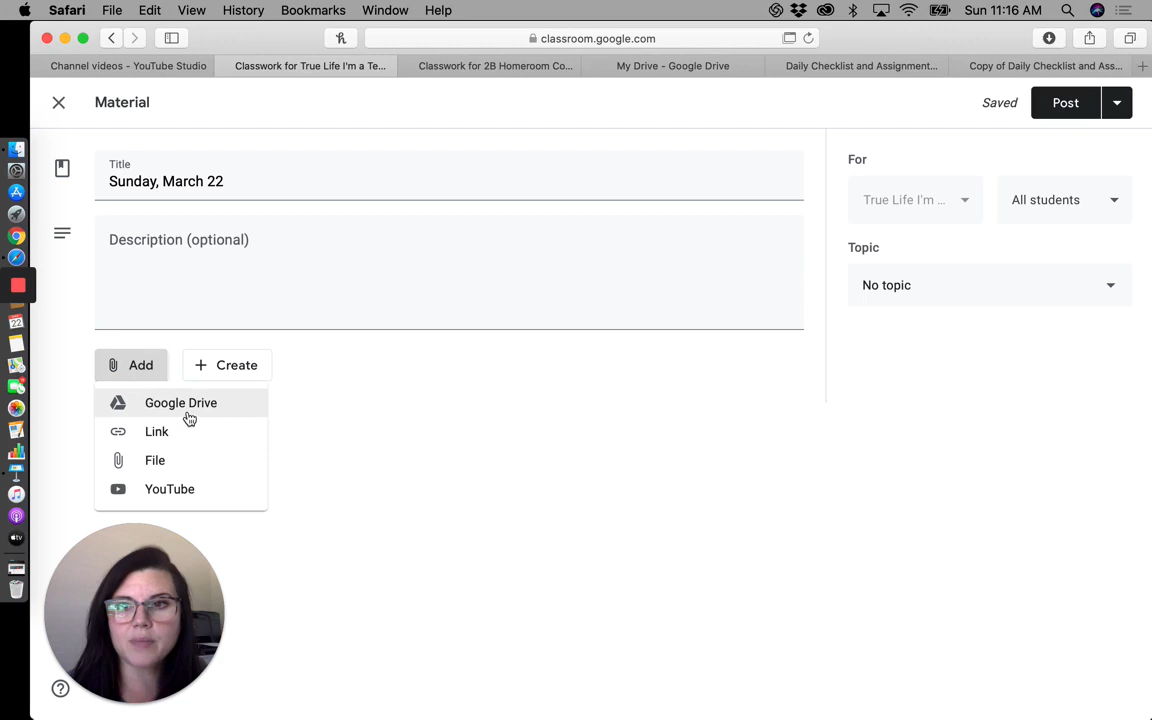 Safari File Edit View History Bookmarks Window Help Sun 11:16 AM
classroom.google.com
Channel videos - YouTube Studio Classwork for True Life I'm a Te... Classwork for 2B Homeroom Co... My Drive - Google Drive Daily Checklist and Assignment... Copy of Daily Checklist and Ass...
Material Saved Post
Title
Sunday, March 22
Description (optional)
Add Create
Google Drive
Link
File
YouTube
For
True Life I'm ... All students
Topic
No topic
22
tv